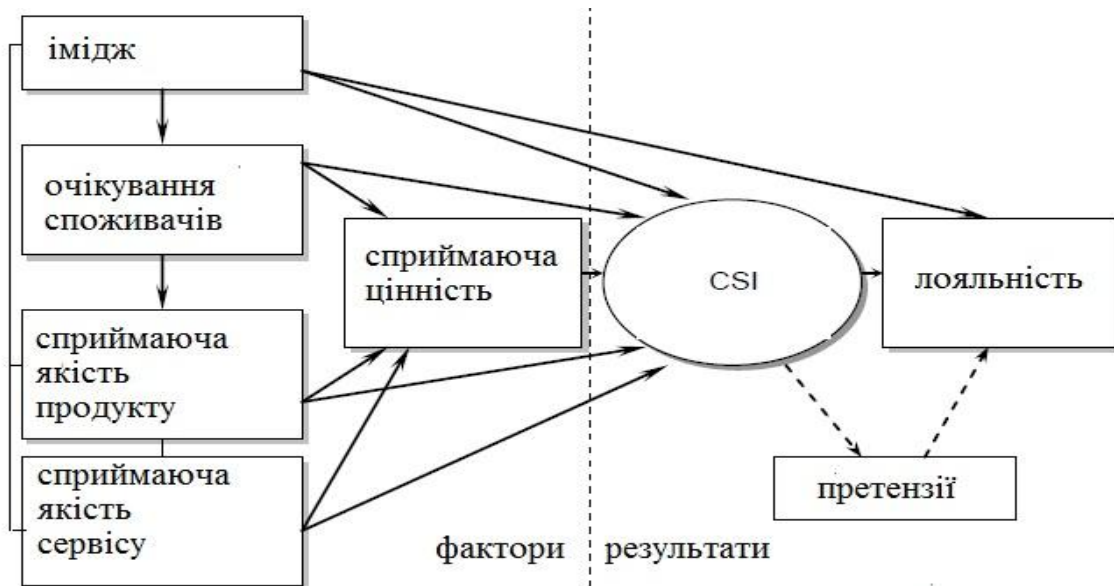 імідж
очікування
споживачів
сприймаюча
цінність
CSI
лояльність
сприймаюча
якість
продукту
сприймаюча
якість
сервісу
претензії
фактори
результати